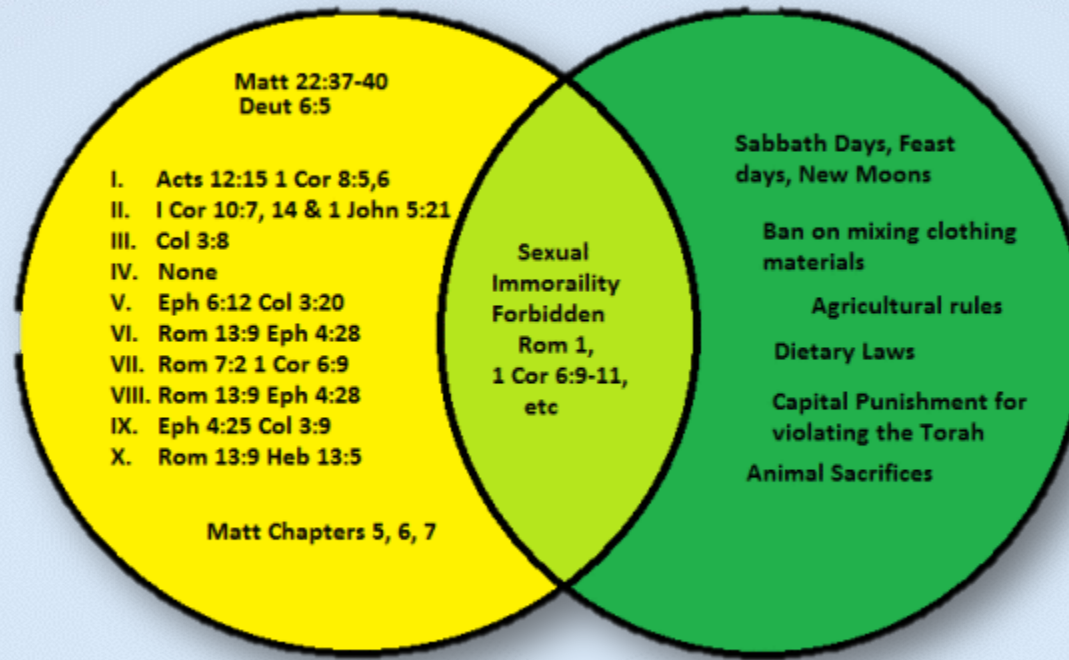 Matt 22:37-40
Deut 6:5
I. Acts 12:15 1 Cor 8:5,6
II. I Cor 10:7, 14 & 1 John 5:21
III. Col 3:8
IV. None
V. Eph 6:12 Col 3:20
VI. Rom 13:9 Eph 4:28
VII. Rom 7:2 1 Cor 6:9
VIII. Rom 13:9 Eph 4:28
IX. Eph 4:25 Col 3:9
X. Rom 13:9 Heb 13:5
Matt Chapters 5, 6, 7
Sexual
Immoraility
Forbidden
Rom 1,
1 Cor 6:9-11,
etc
Sabbath Days, Feast
days, New Moons
Ban on mixing clothing
materials
Agricultural rules
Dietary Laws
Capital Punishment for
violating the Torah
Animal Sacrifices